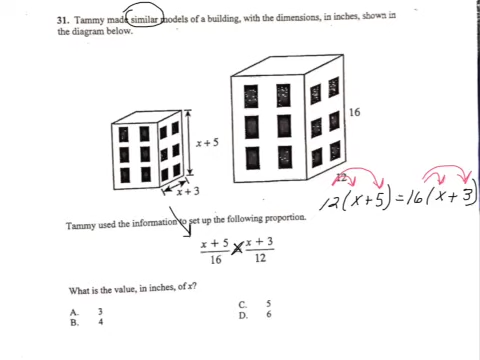 31. Tammy made similar models of a building, with the dimensions, in inches, shown in
the diagram below.
x + 5
x + 3
16
12
12(x+5)=16(x+3)
Tammy used the information to set up the following proportion.
x + 5 x + 3
16 12
What is the value, in inches, of x?
A. 3 C. 5
B. 4 D. 6